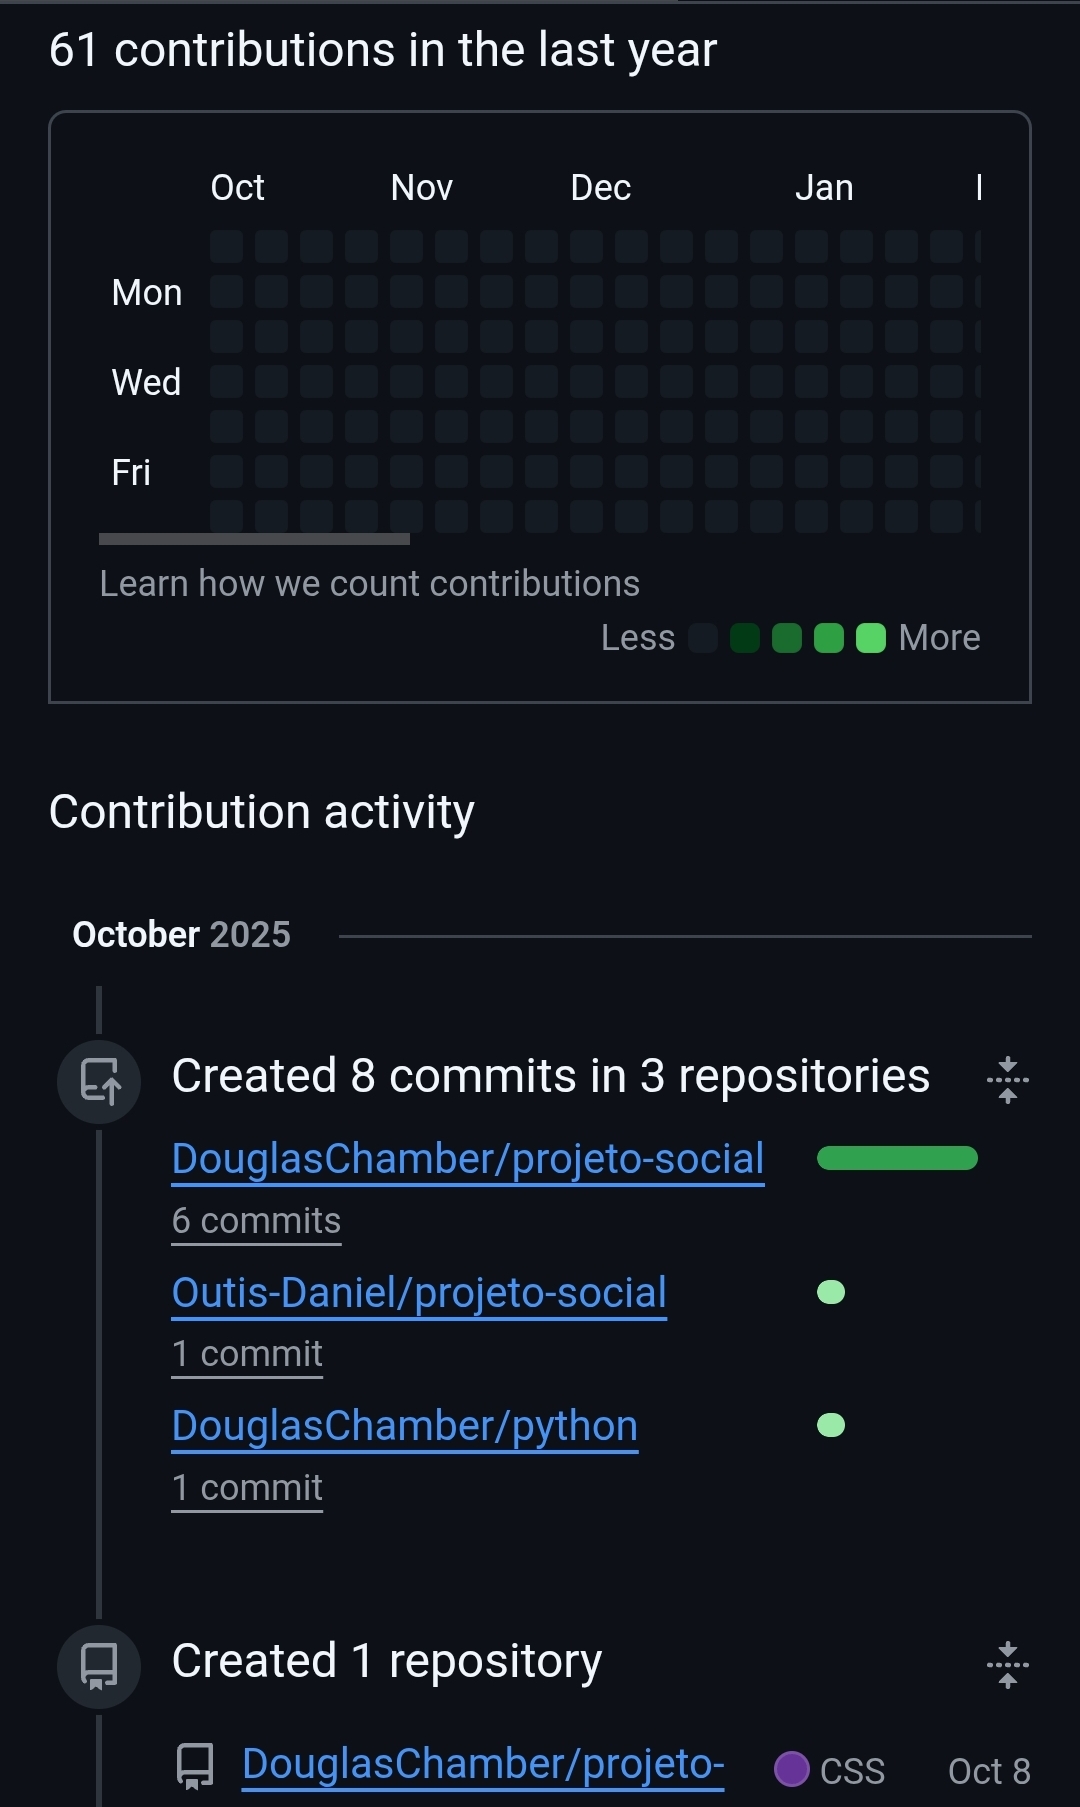 61 contributions in the last year
Oct Nov Dec Jan
Mon
Wed
Fri
Learn how we count contributions
Less More
Contribution activity
October 2025
Created 8 commits in 3 repositories
DouglasChamber/projeto-social
6 commits
Outis-Daniel/projeto-social
1 commit
DouglasChamber/python
1 commit
Created 1 repository
DouglasChamber/projeto- CSS Oct 8